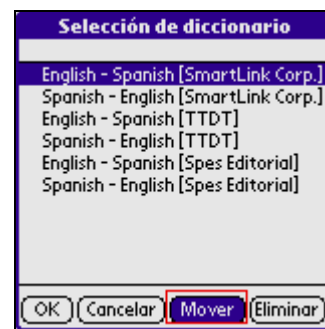 Selección de diccionario
English - Spanish [SmartLink Corp.]
Spanish - English [SmartLink Corp.]
English - Spanish [TTDT]
Spanish - English [TTDT]
English - Spanish [Spes Editorial]
Spanish - English [Spes Editorial]
OK Cancelar Mover Eliminar